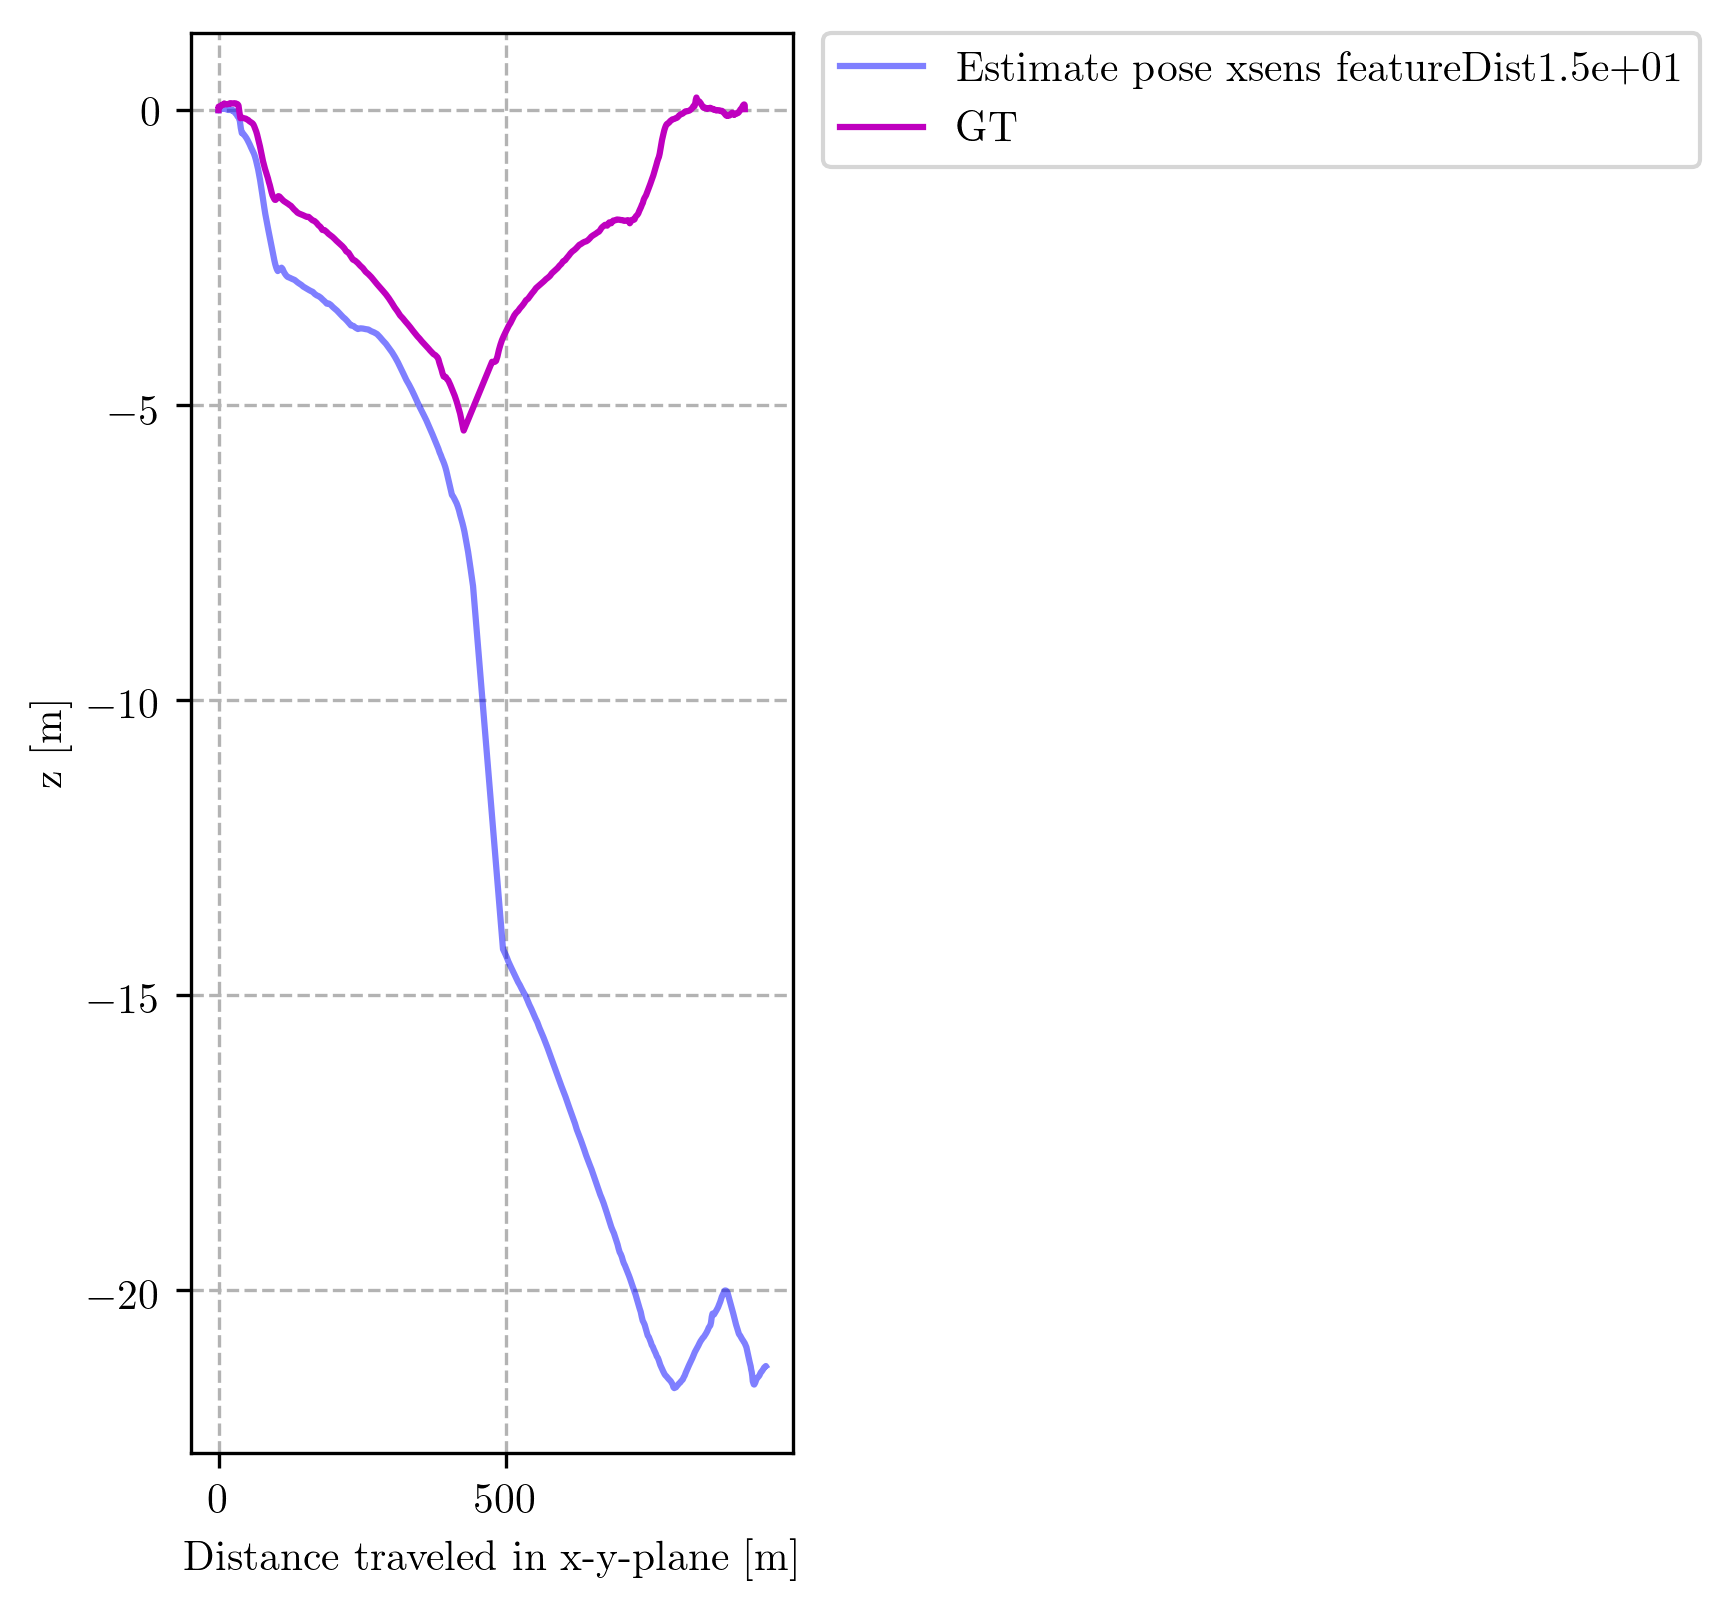 Estimate pose xsens featureDist1.5e+01
GT
0
−5
−10
−15
−20
z [m]
0 500
Distance traveled in x-y-plane [m]